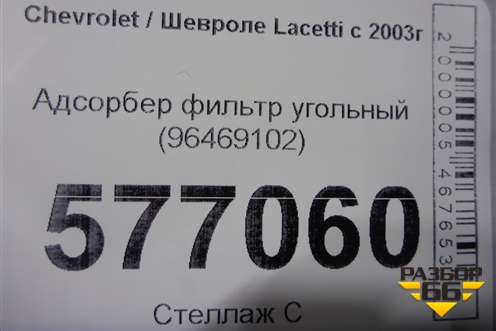 Chevrolet / Шевроле Lacetti с 2003г
Адсорбер фильтр угольный
(96469102)
577060
Стеллаж С
2000005467653
РАЗБОР
66